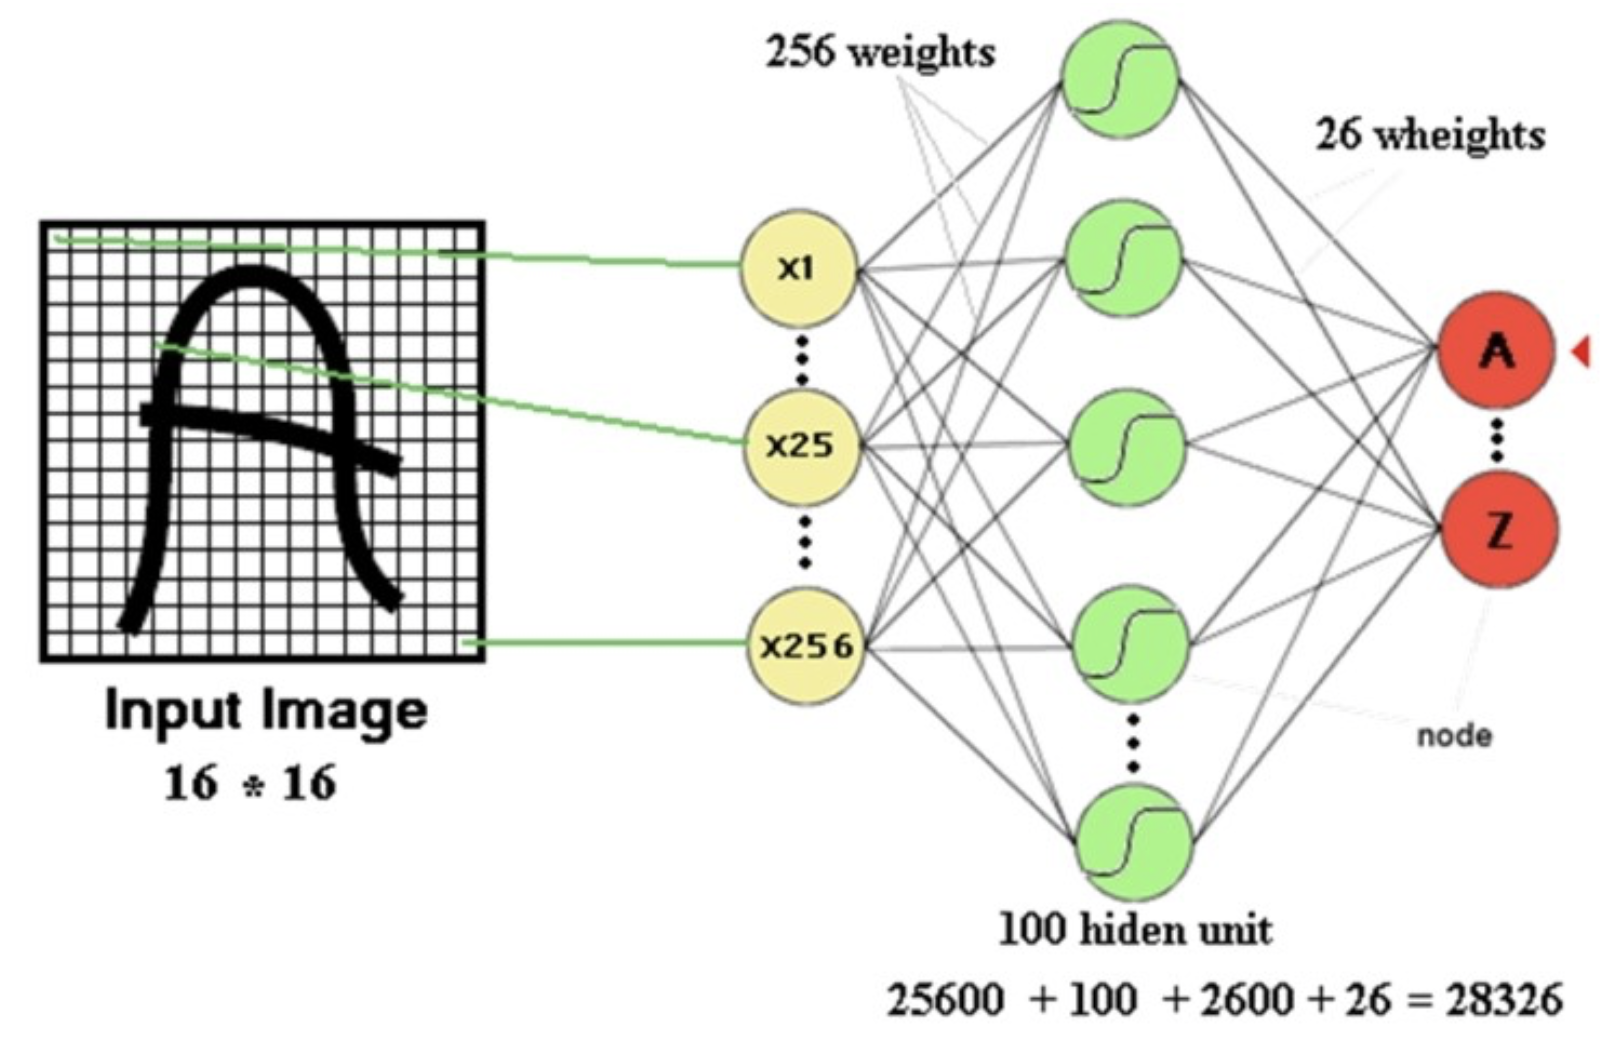 256 weights
26 wheights
x1
x25
x256
A
Z
node
Input Image
16 * 16
100 hiden unit
25600 + 100 + 2600 + 26 = 28326